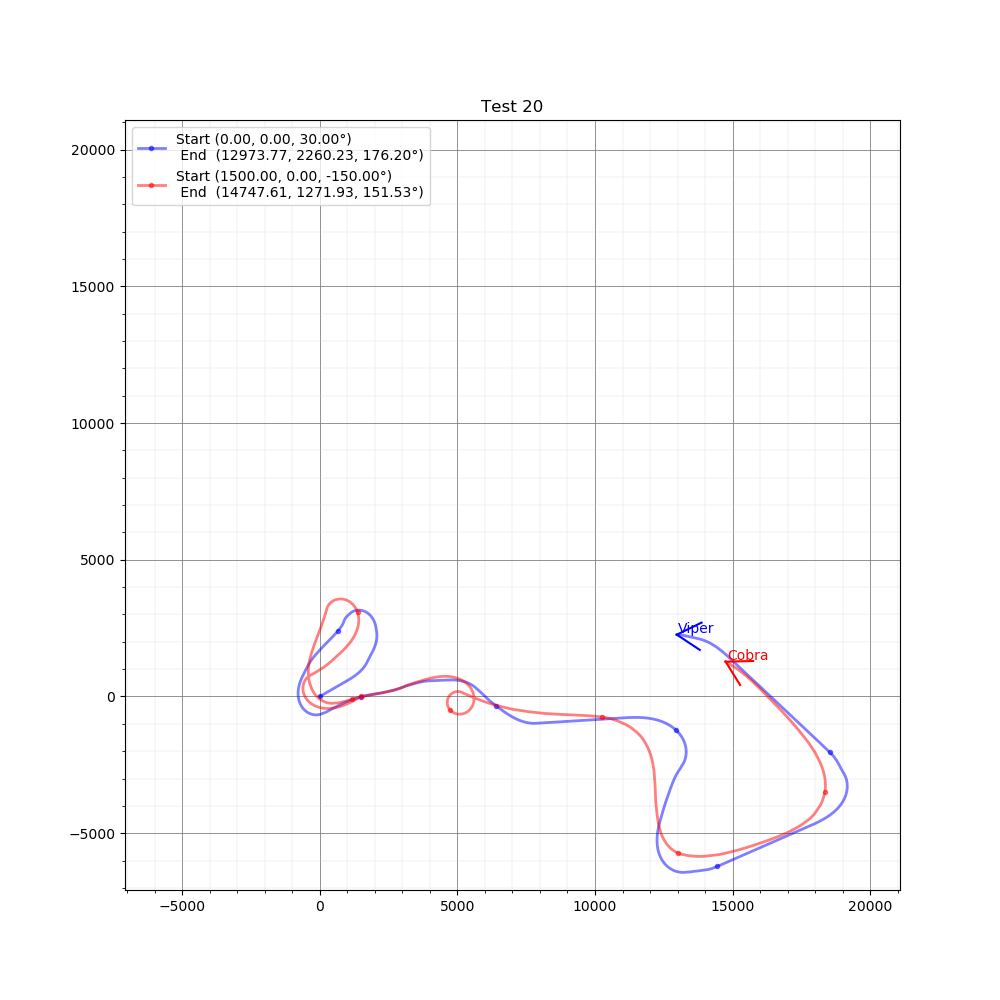 Test 20
Start (0.00, 0.00, 30.00°)
End  (12973.77, 2260.23, 176.20°)
Start (1500.00, 0.00, -150.00°)
End  (14747.61, 1271.93, 151.53°)
20000
15000
10000
5000
0
−5000
Viper
Cobra
−5000 0 5000 10000 15000 20000